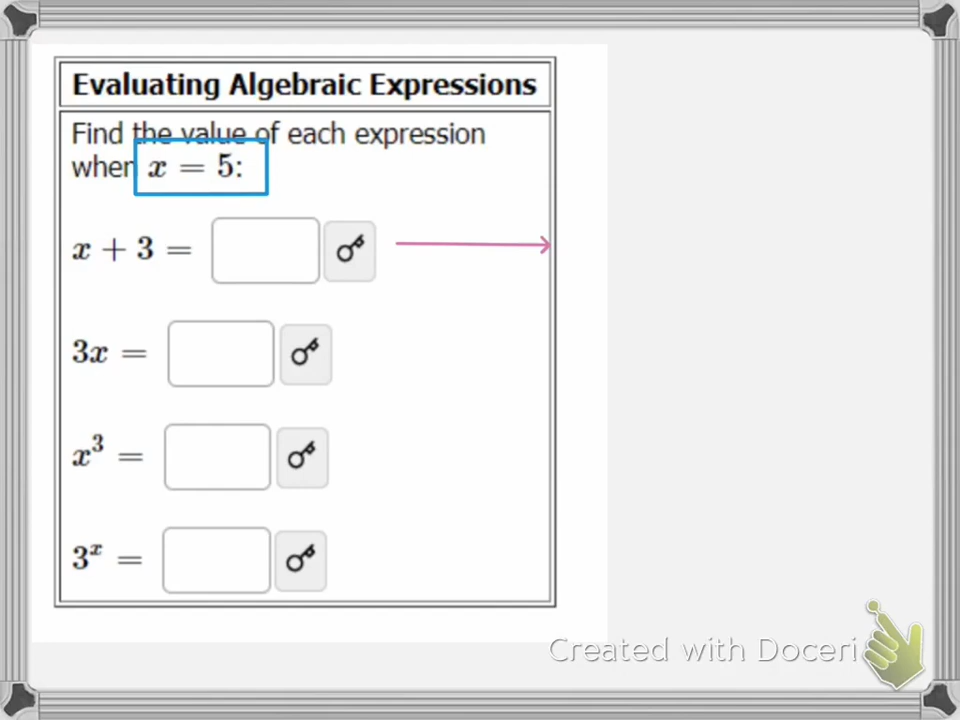 Evaluating Algebraic Expressions
Find the value of each expression
when x = 5:
x + 3 =
3x =
x³ =
3ˣ =
Created with Doceri